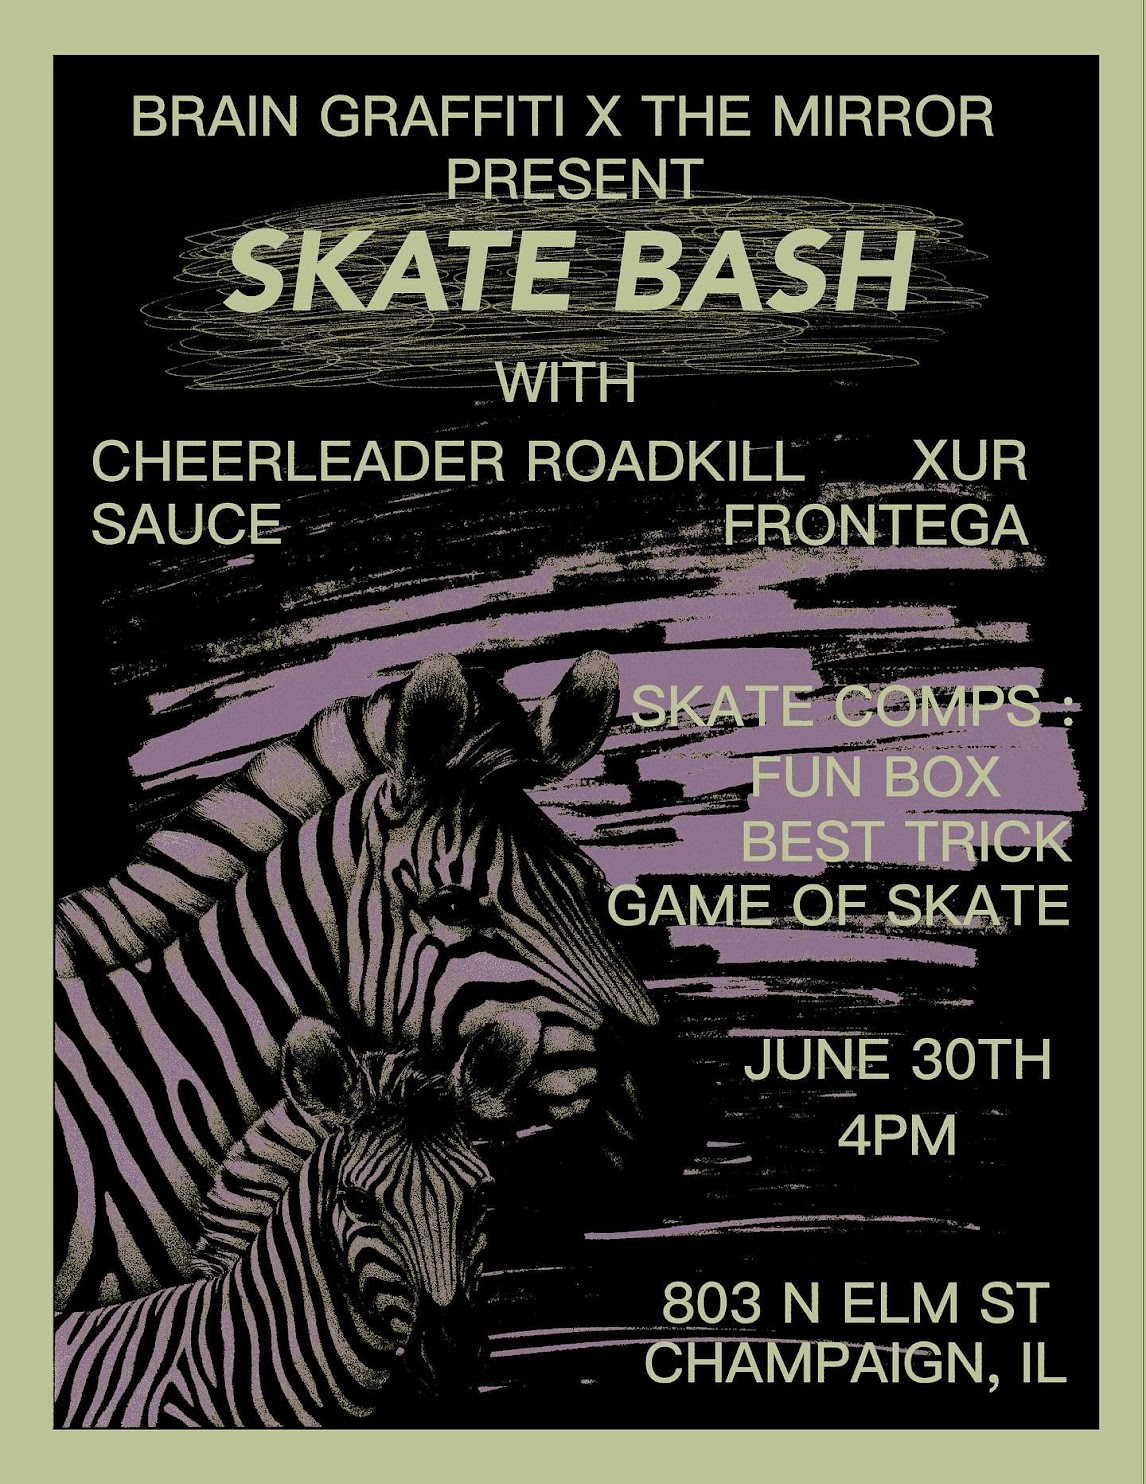 BRAIN GRAFFITI X THE MIRROR
PRESENT
SKATE BASH
WITH
CHEERLEADER ROADKILL XUR
SAUCE FRONTEGA
SKATE COMPS :
FUN BOX
BEST TRICK
GAME OF SKATE
JUNE 30TH
4PM
803 N ELM ST
CHAMPAIGN, IL